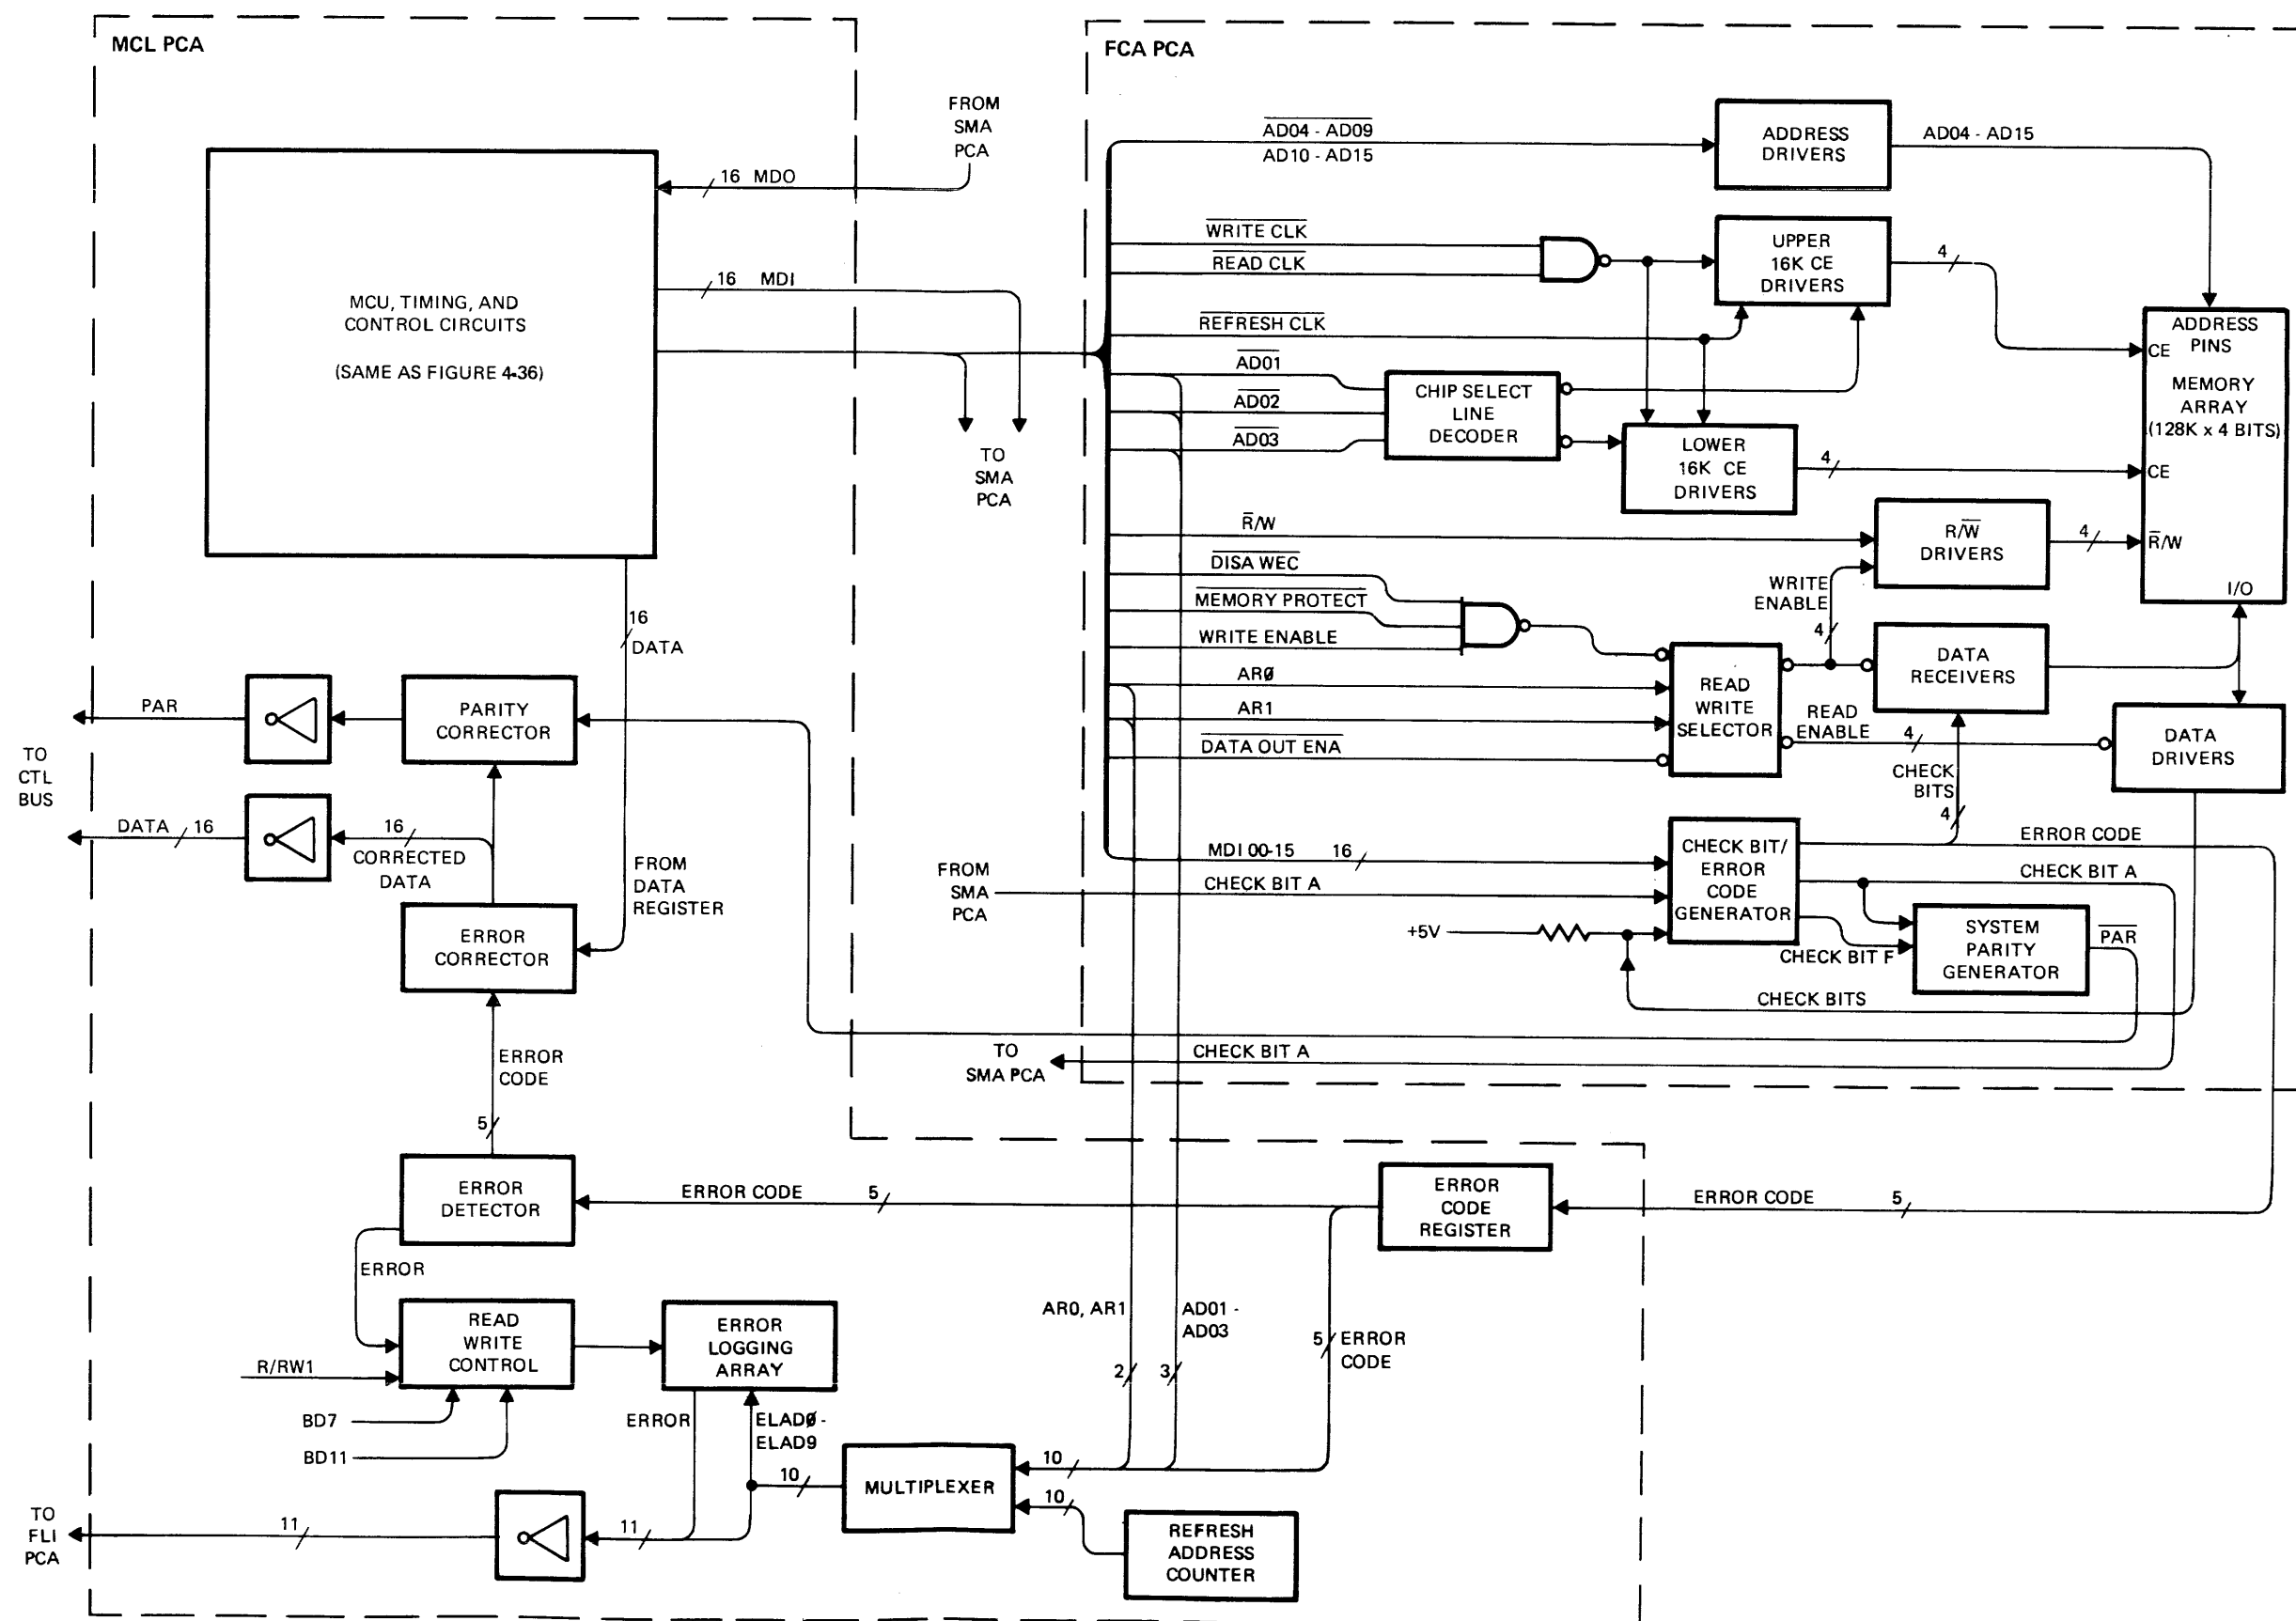 MCL PCA
FCA PCA
FROM
SMA
PCA
16 MDO
16 MDI
MCU, TIMING, AND
CONTROL CIRCUITS
(SAME AS FIGURE 4-36)
TO
SMA
PCA
AD04 - AD09
AD10 - AD15
ADDRESS
DRIVERS
AD04 - AD15
WRITE CLK
READ CLK
UPPER
16K CE
DRIVERS
4
REFRESH CLK
AD01
AD02
AD03
CHIP SELECT
LINE
DECODER
LOWER
16K CE
DRIVERS
4
ADDRESS
PINS
CE
MEMORY
ARRAY
(128K x 4 BITS)
CE
R̅/W
I/O
R̅/W
R/W̅
DRIVERS
4
DISA WEC
MEMORY PROTECT
WRITE ENABLE
WRITE
ENABLE
4
ARØ
AR1
DATA OUT ENA
READ
WRITE
SELECTOR
DATA
RECEIVERS
READ
ENABLE
4
DATA
DRIVERS
CHECK
BITS
4
16
DATA
PAR
PARITY
CORRECTOR
TO
CTL
BUS
DATA 16
16
CORRECTED
DATA
FROM
DATA
REGISTER
ERROR
CORRECTOR
MDI 00-15 16
FROM
SMA
PCA
CHECK BIT A
+5V
CHECK BIT/
ERROR
CODE
GENERATOR
ERROR CODE
CHECK BIT A
CHECK BIT F
SYSTEM
PARITY
GENERATOR
PAR
CHECK BITS
TO
SMA PCA
CHECK BIT A
ERROR
CODE
5
ERROR
DETECTOR
ERROR CODE 5
ERROR
CODE
REGISTER
ERROR CODE 5
ERROR
READ
WRITE
CONTROL
R/RW1
BD7
BD11
ERROR
LOGGING
ARRAY
ERROR
ELADØ -
ELAD9
AR0, AR1
2
AD01 -
AD03
3
5 ERROR
CODE
10
MULTIPLEXER
10
10
REFRESH
ADDRESS
COUNTER
TO
FLI
PCA
11
11